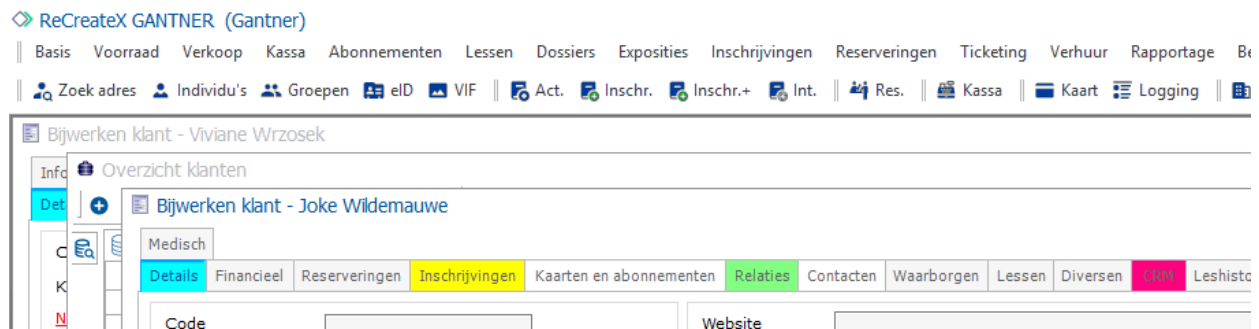 ReCreateX GANTNER (Gantner)
Basis Voorraad Verkoop Kassa Abonnementen Lessen Dossiers Exposities Inschrijvingen Reserveringen Ticketing Verhuur Rapportage Be
Zoek adres Individu's Groepen eID VIF Act. Inschr. Inschr.+ Int. Res. Kassa Kaart Logging
Bijwerken klant - Viviane Wrzosek
Info Overzicht klanten
Det Bijwerken klant - Joke Wildemauwe
Medisch
Details Financieel Reserveringen Inschrijvingen Kaarten en abonnementen Relaties Contacten Waarborgen Lessen Diversen CRM Leshisto
K
N Code Website